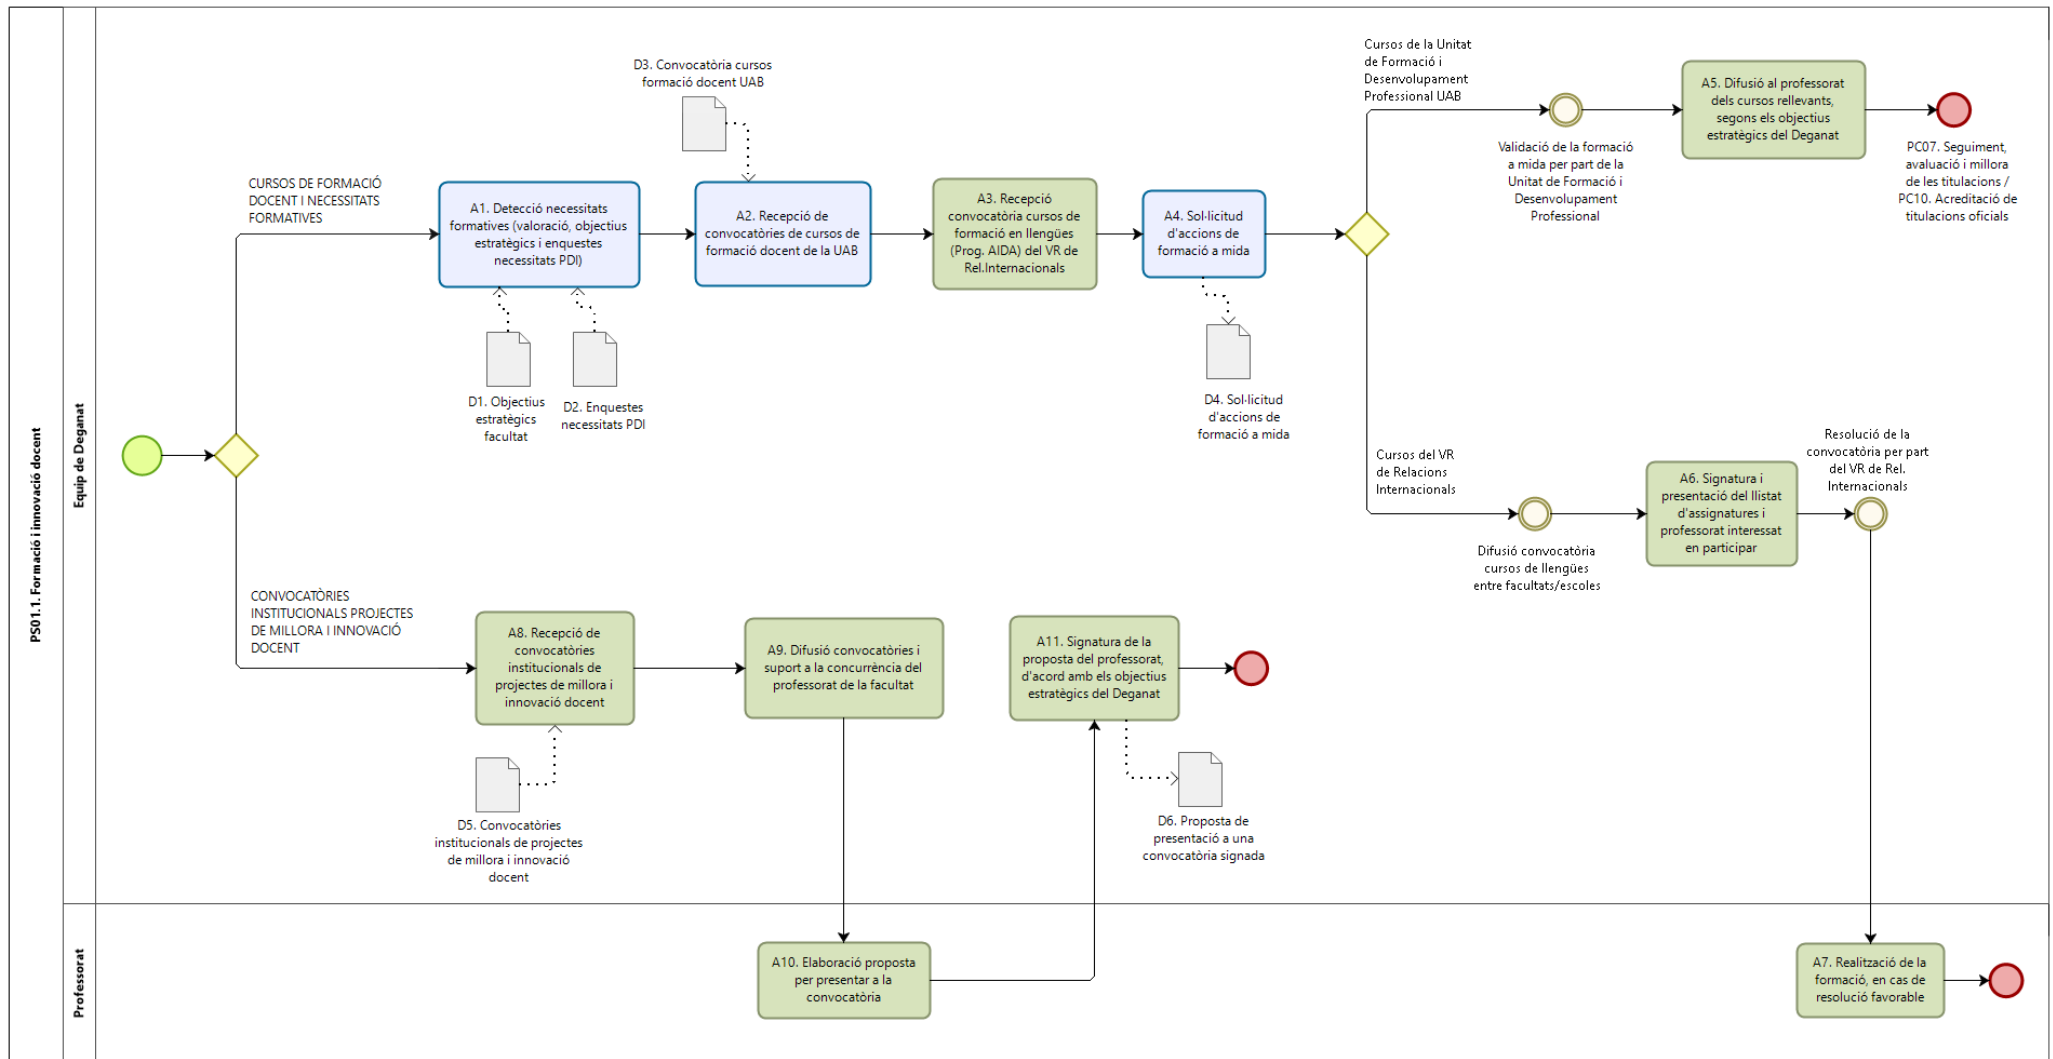 PS01.1. Formació i innovació docent
Equip de Deganat
CURSOS DE FORMACIÓ
DOCENT I NECESSITATS
FORMATIVES
A1. Detecció necessitats
formatives (valoració, objectius
estratègics i enquestes
necessitats PDI)
D1. Objectius
estratègics
facultat
D2. Enquestes
necessitats PDI
D3. Convocatòria cursos
formació docent UAB
A2. Recepció de
convocatòries de cursos de
formació docent de la UAB
A3. Recepció
convocatòria cursos de
formació en llengües
(Prog. AIDA) del VR de
Rel.Internacionals
A4. Sol·licitud
d'accions de
formació a mida
D4. Sol·licitud
d'accions de
formació a mida
Cursos de la Unitat
de Formació i
Desenvolupament
Professional UAB
Validació de la formació
a mida per part de la
Unitat de Formació i
Desenvolupament
Professional
A5. Difusió al professorat
dels cursos rellevants,
segons els objectius
estratègics del Deganat
PC07. Seguiment,
avaluació i millora
de les titulacions /
PC10. Acreditació de
titulacions oficials
Cursos del VR
de Relacions
Internacionals
Difusió convocatòria
cursos de llengües
entre facultats/escoles
A6. Signatura i
presentació del llistat
d'assignatures i
professorat interessat
en participar
Resolució de la
convocatòria per part
del VR de Rel.
Internacionals
CONVOCATÒRIES
INSTITUCIONALS PROJECTES
DE MILLORA I INNOVACIÓ
DOCENT
A8. Recepció de
convocatòries
institucionals de
projectes de millora i
innovació docent
D5. Convocatòries
institucionals de projectes
de millora i innovació
docent
A9. Difusió convocatòries i
suport a la concurrència del
professorat de la facultat
A11. Signatura de la
proposta del professorat,
d'acord amb els objectius
estratègics del Deganat
D6. Proposta de
presentació a una
convocatòria signada
Professorat
A10. Elaboració proposta
per presentar a la
convocatòria
A7. Realització de la
formació, en cas de
resolució favorable